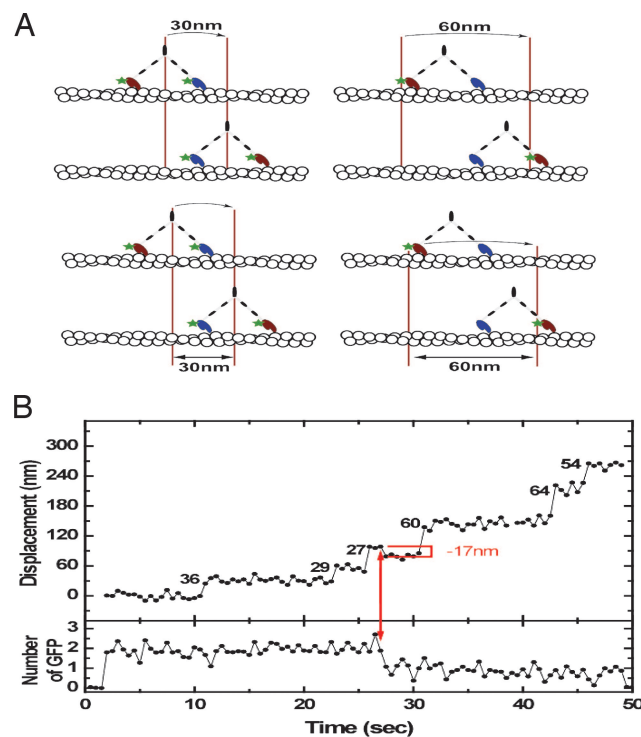 A
30nm
60nm
30nm
60nm
B
Displacement (nm)
300
240
180
120
60
0
36
29
27
60
64
54
-17nm
Number
of GFP
3
2
1
0
0
10
20
30
40
50
Time (sec)